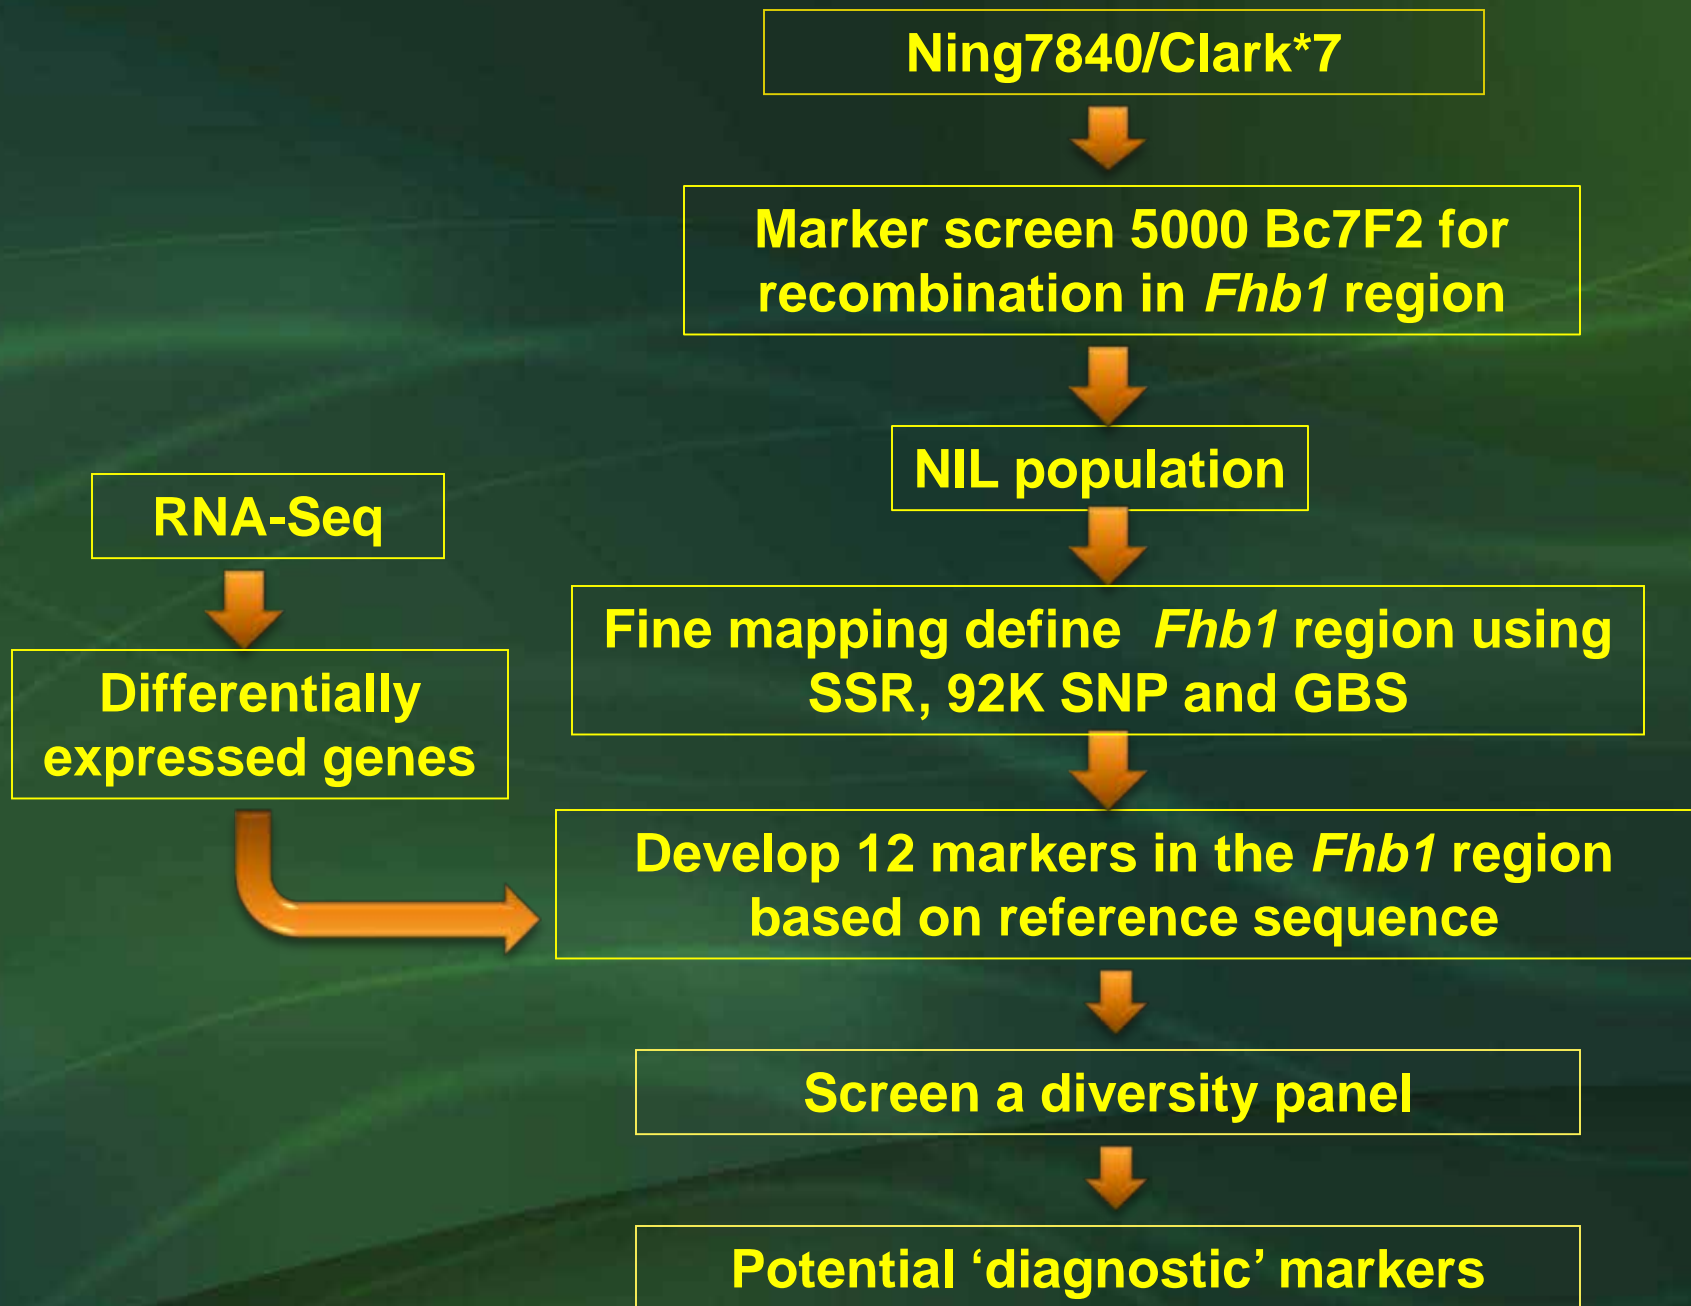 Ning7840/Clark*7
Marker screen 5000 Bc7F2 for
recombination in Fhb1 region
NIL population
RNA-Seq
Differentially
expressed genes
Fine mapping define Fhb1 region using
SSR, 92K SNP and GBS
Develop 12 markers in the Fhb1 region
based on reference sequence
Screen a diversity panel
Potential ‘diagnostic’ markers